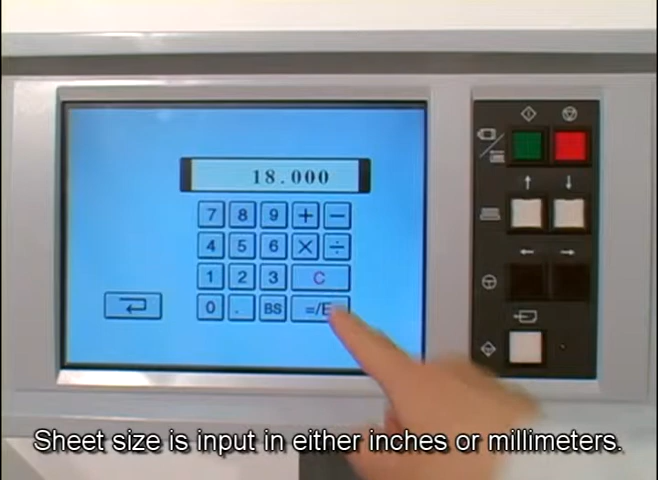 18.000
7 8 9 + −
4 5 6 × ÷
1 2 3 C
0 . BS =/E
Sheet size is input in either inches or millimeters.